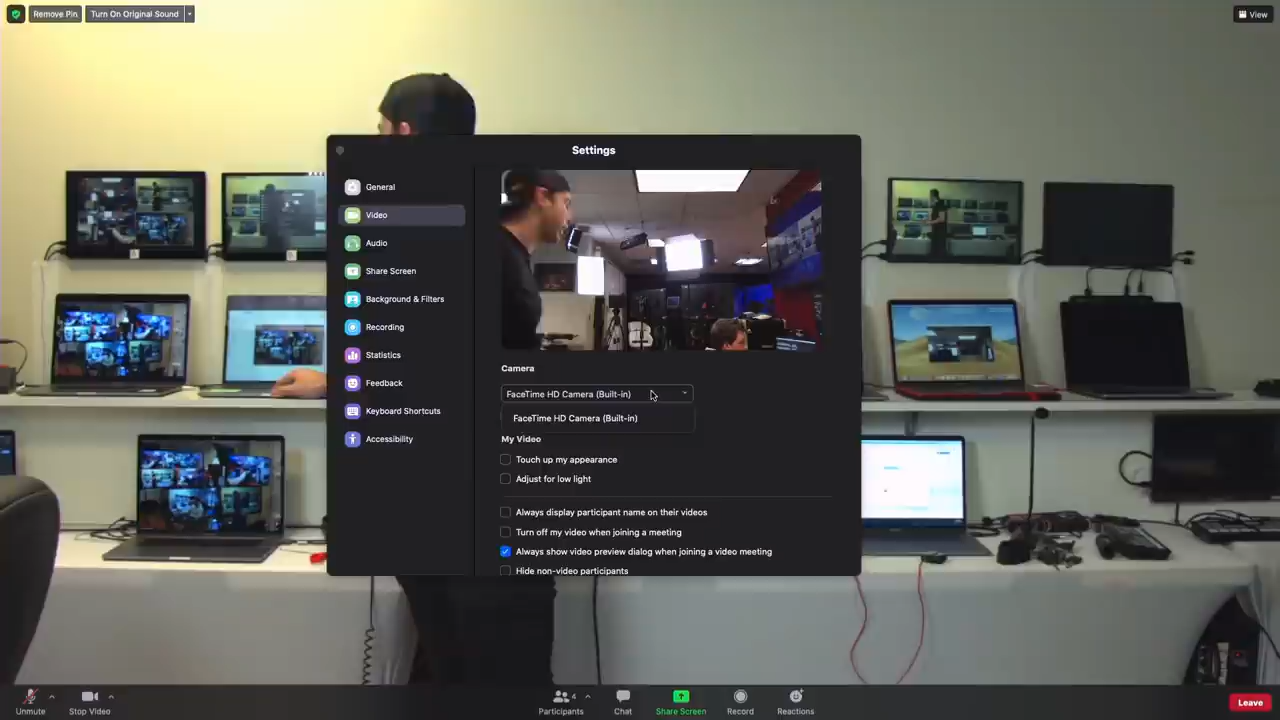 Remove Pin
Turn On Original Sound
View
Settings
General
Video
Audio
Share Screen
Background & Filters
Recording
Statistics
Feedback
Keyboard Shortcuts
Accessibility
Camera
FaceTime HD Camera (Built-in)
FaceTime HD Camera (Built-in)
My Video
Touch up my appearance
Adjust for low light
Always display participant name on their videos
Turn off my video when joining a meeting
Always show video preview dialog when joining a video meeting
Hide non-video participants
Unmute
Stop Video
4
Participants
Chat
Share Screen
Record
Reactions
Leave